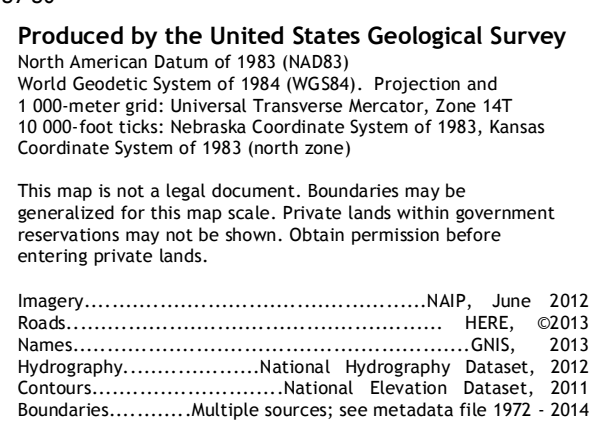 Produced by the United States Geological Survey
North American Datum of 1983 (NAD83)
World Geodetic System of 1984 (WGS84). Projection and
1 000-meter grid: Universal Transverse Mercator, Zone 14T
10 000-foot ticks: Nebraska Coordinate System of 1983, Kansas
Coordinate System of 1983 (north zone)
This map is not a legal document. Boundaries may be
generalized for this map scale. Private lands within government
reservations may not be shown. Obtain permission before
entering private lands.
Imagery.................................................NAIP, June 2012
Roads...................................................... HERE, ©2013
Names.....................................................GNIS, 2013
Hydrography....................National Hydrography Dataset, 2012
Contours............................National Elevation Dataset, 2011
Boundaries............Multiple sources; see metadata file 1972 - 2014